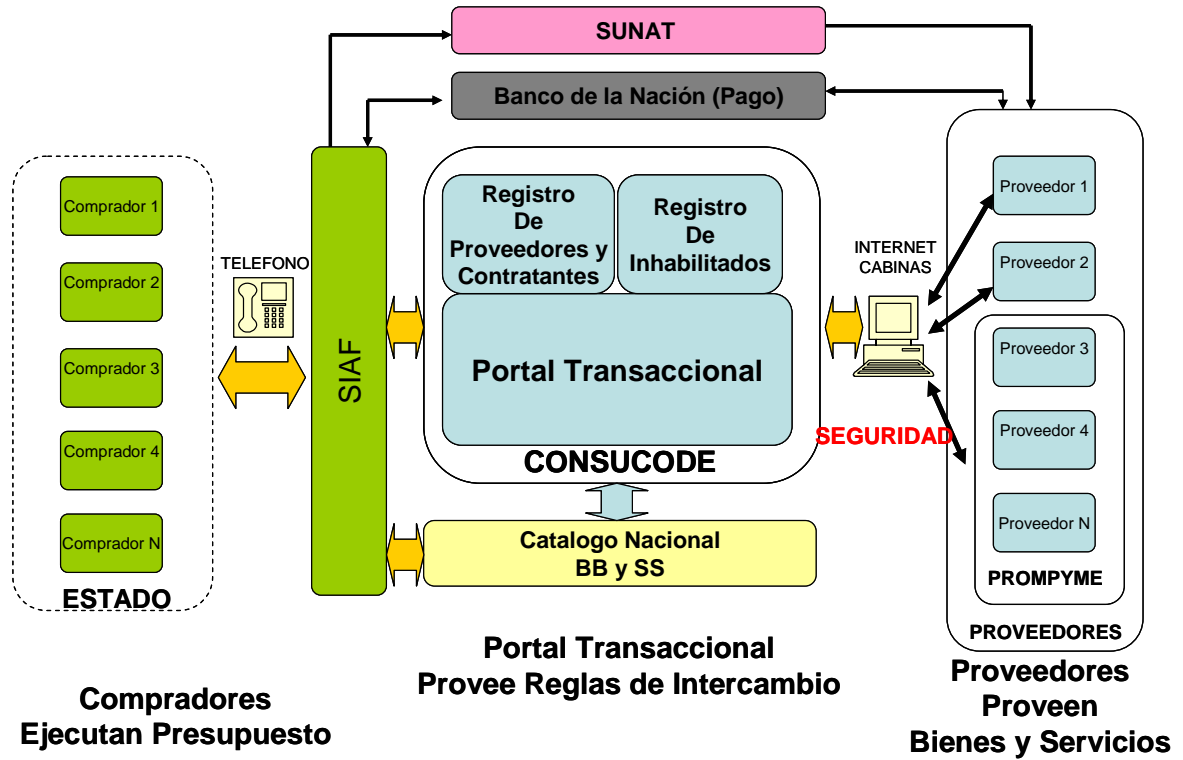 SUNAT
Banco de la Nación (Pago)
Comprador 1
Comprador 2
Comprador 3
Comprador 4
Comprador N
ESTADO
TELEFONO
SIAF
Registro
De
Proveedores y
Contratantes
Registro
De
Inhabilitados
Portal Transaccional
CONSUCODE
Catalogo Nacional
BB y SS
INTERNET
CABINAS
SEGURIDAD
Proveedor 1
Proveedor 2
Proveedor 3
Proveedor 4
Proveedor N
PROMPYME
PROVEEDORES
Compradores
Ejecutan Presupuesto
Portal Transaccional
Provee Reglas de Intercambio
Proveedores
Proveen
Bienes y Servicios